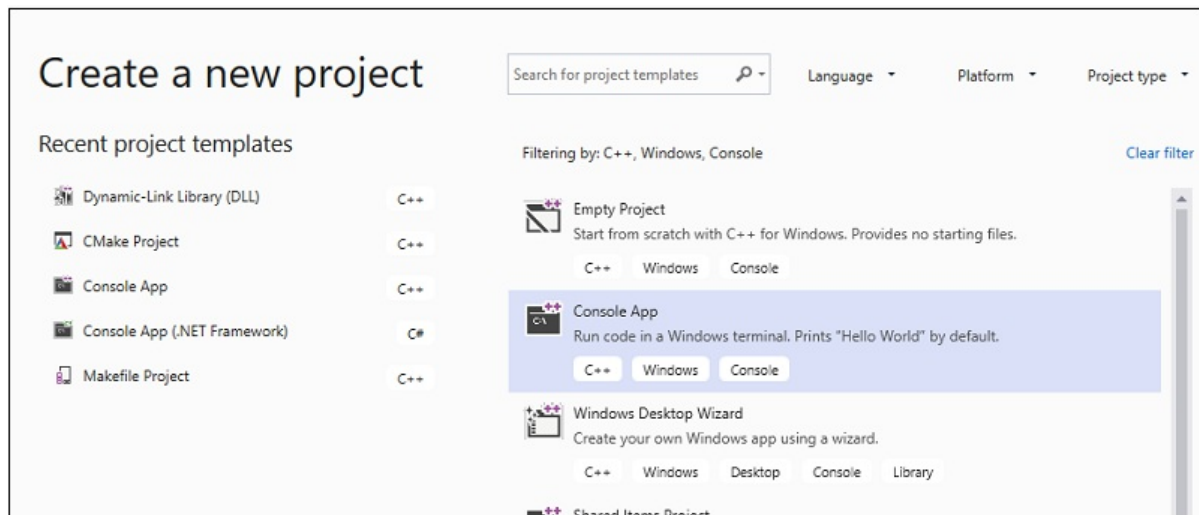 Create a new project
Search for project templates
Language
Platform
Project type
Recent project templates
Dynamic-Link Library (DLL) C++
CMake Project C++
Console App C++
Console App (.NET Framework) C#
Makefile Project C++
Filtering by: C++, Windows, Console
Clear filter
Empty Project
Start from scratch with C++ for Windows. Provides no starting files.
C++ Windows Console
Console App
Run code in a Windows terminal. Prints "Hello World" by default.
C++ Windows Console
Windows Desktop Wizard
Create your own Windows app using a wizard.
C++ Windows Desktop Console Library
Shared Items Project